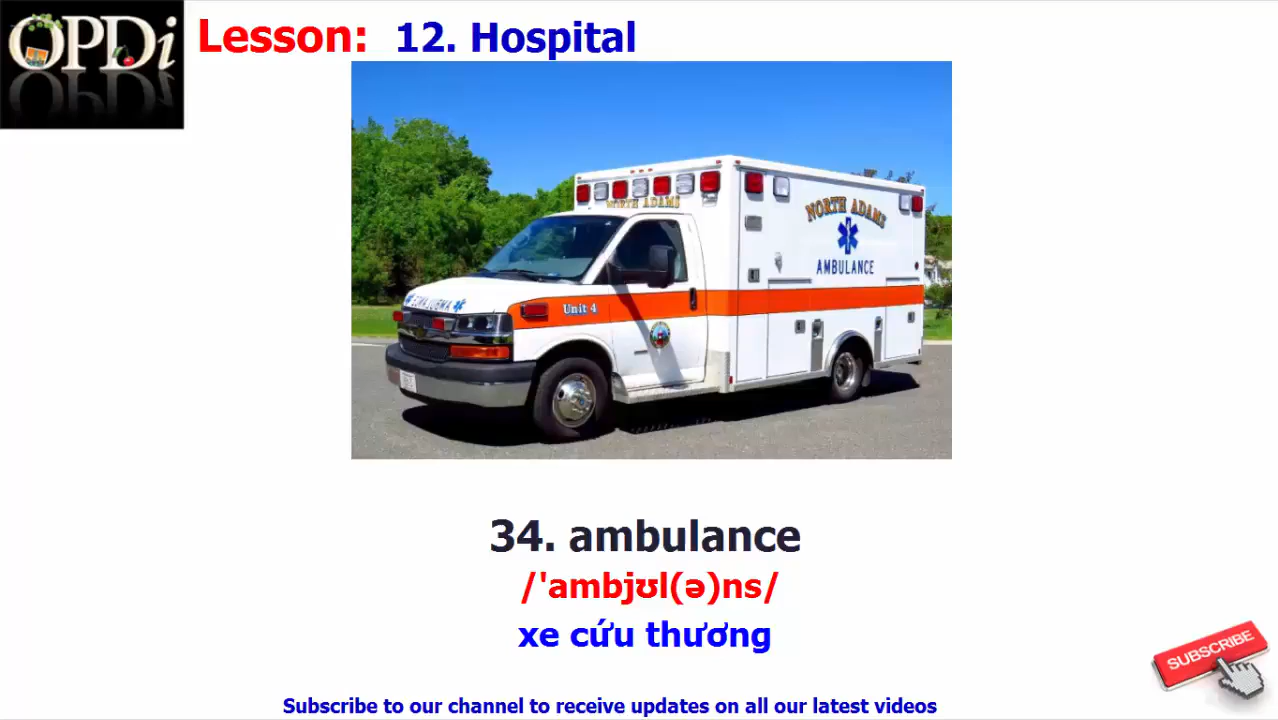 OPDi
Lesson: 12. Hospital
NORTH ADAMS
NORTH ADAMS
AMBULANCE
Unit 4
34. ambulance
/ˈambjʊl(ə)ns/
xe cứu thương
SUBSCRIBE
Subscribe to our channel to receive updates on all our latest videos